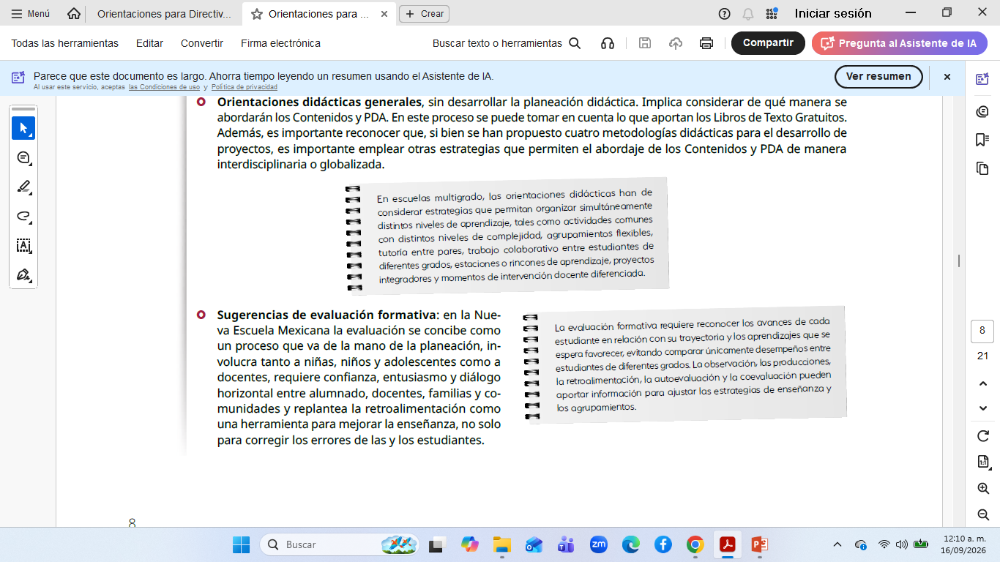 Menú
Orientaciones para Directiv...
Orientaciones para ...
Crear
Iniciar sesión
Todas las herramientas
Editar
Convertir
Firma electrónica
Buscar texto o herramientas
Compartir
Pregunta al Asistente de IA
Parece que este documento es largo. Ahorra tiempo leyendo un resumen usando el Asistente de IA.
Al usar este servicio, aceptas las Condiciones de uso y Política de privacidad
Ver resumen
Orientaciones didácticas generales, sin desarrollar la planeación didáctica. Implica considerar de qué manera se
abordarán los Contenidos y PDA. En este proceso se puede tomar en cuenta lo que aportan los Libros de Texto Gratuitos.
Además, es importante reconocer que, si bien se han propuesto cuatro metodologías didácticas para el desarrollo de
proyectos, es importante emplear otras estrategias que permiten el abordaje de los Contenidos y PDA de manera
interdisciplinaria o globalizada.
En escuelas multigrado, las orientaciones didácticas han de
considerar estrategias que permitan organizar simultáneamente
distintos niveles de aprendizaje, tales como actividades comunes
con distintos niveles de complejidad, agrupamientos flexibles,
tutoría entre pares, trabajo colaborativo entre estudiantes de
diferentes grados, estaciones o rincones de aprendizaje, proyectos
integradores y momentos de intervención docente diferenciada.
Sugerencias de evaluación formativa: en la Nue-
va Escuela Mexicana la evaluación se concibe como
un proceso que va de la mano de la planeación, in-
volucra tanto a niñas, niños y adolescentes como a
docentes, requiere confianza, entusiasmo y diálogo
horizontal entre alumnado, docentes, familias y co-
munidades y replantea la retroalimentación como
una herramienta para mejorar la enseñanza, no solo
para corregir los errores de las y los estudiantes.
La evaluación formativa requiere reconocer los avances de cada
estudiante en relación con su trayectoria y los aprendizajes que se
espera favorecer, evitando comparar únicamente desempeños entre
estudiantes de diferentes grados. La observación, las producciones,
la retroalimentación, la autoevaluación y la coevaluación pueden
aportar información para ajustar las estrategias de enseñanza y
los agrupamientos.
8
8
21
1:1
Buscar
zm
12:10 a. m.
16/09/2026